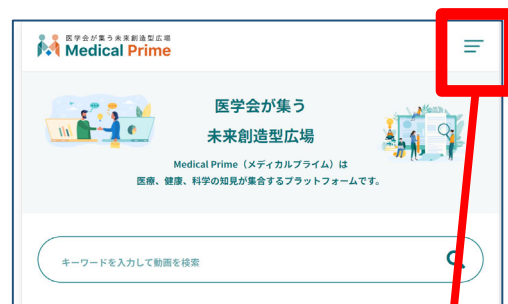 医学会が集う未来創造型広場
Medical Prime
医学会が集う
未来創造型広場
Medical Prime（メディカルプライム）は
医療、健康、科学の知見が集合するプラットフォームです。
キーワードを入力して動画を検索